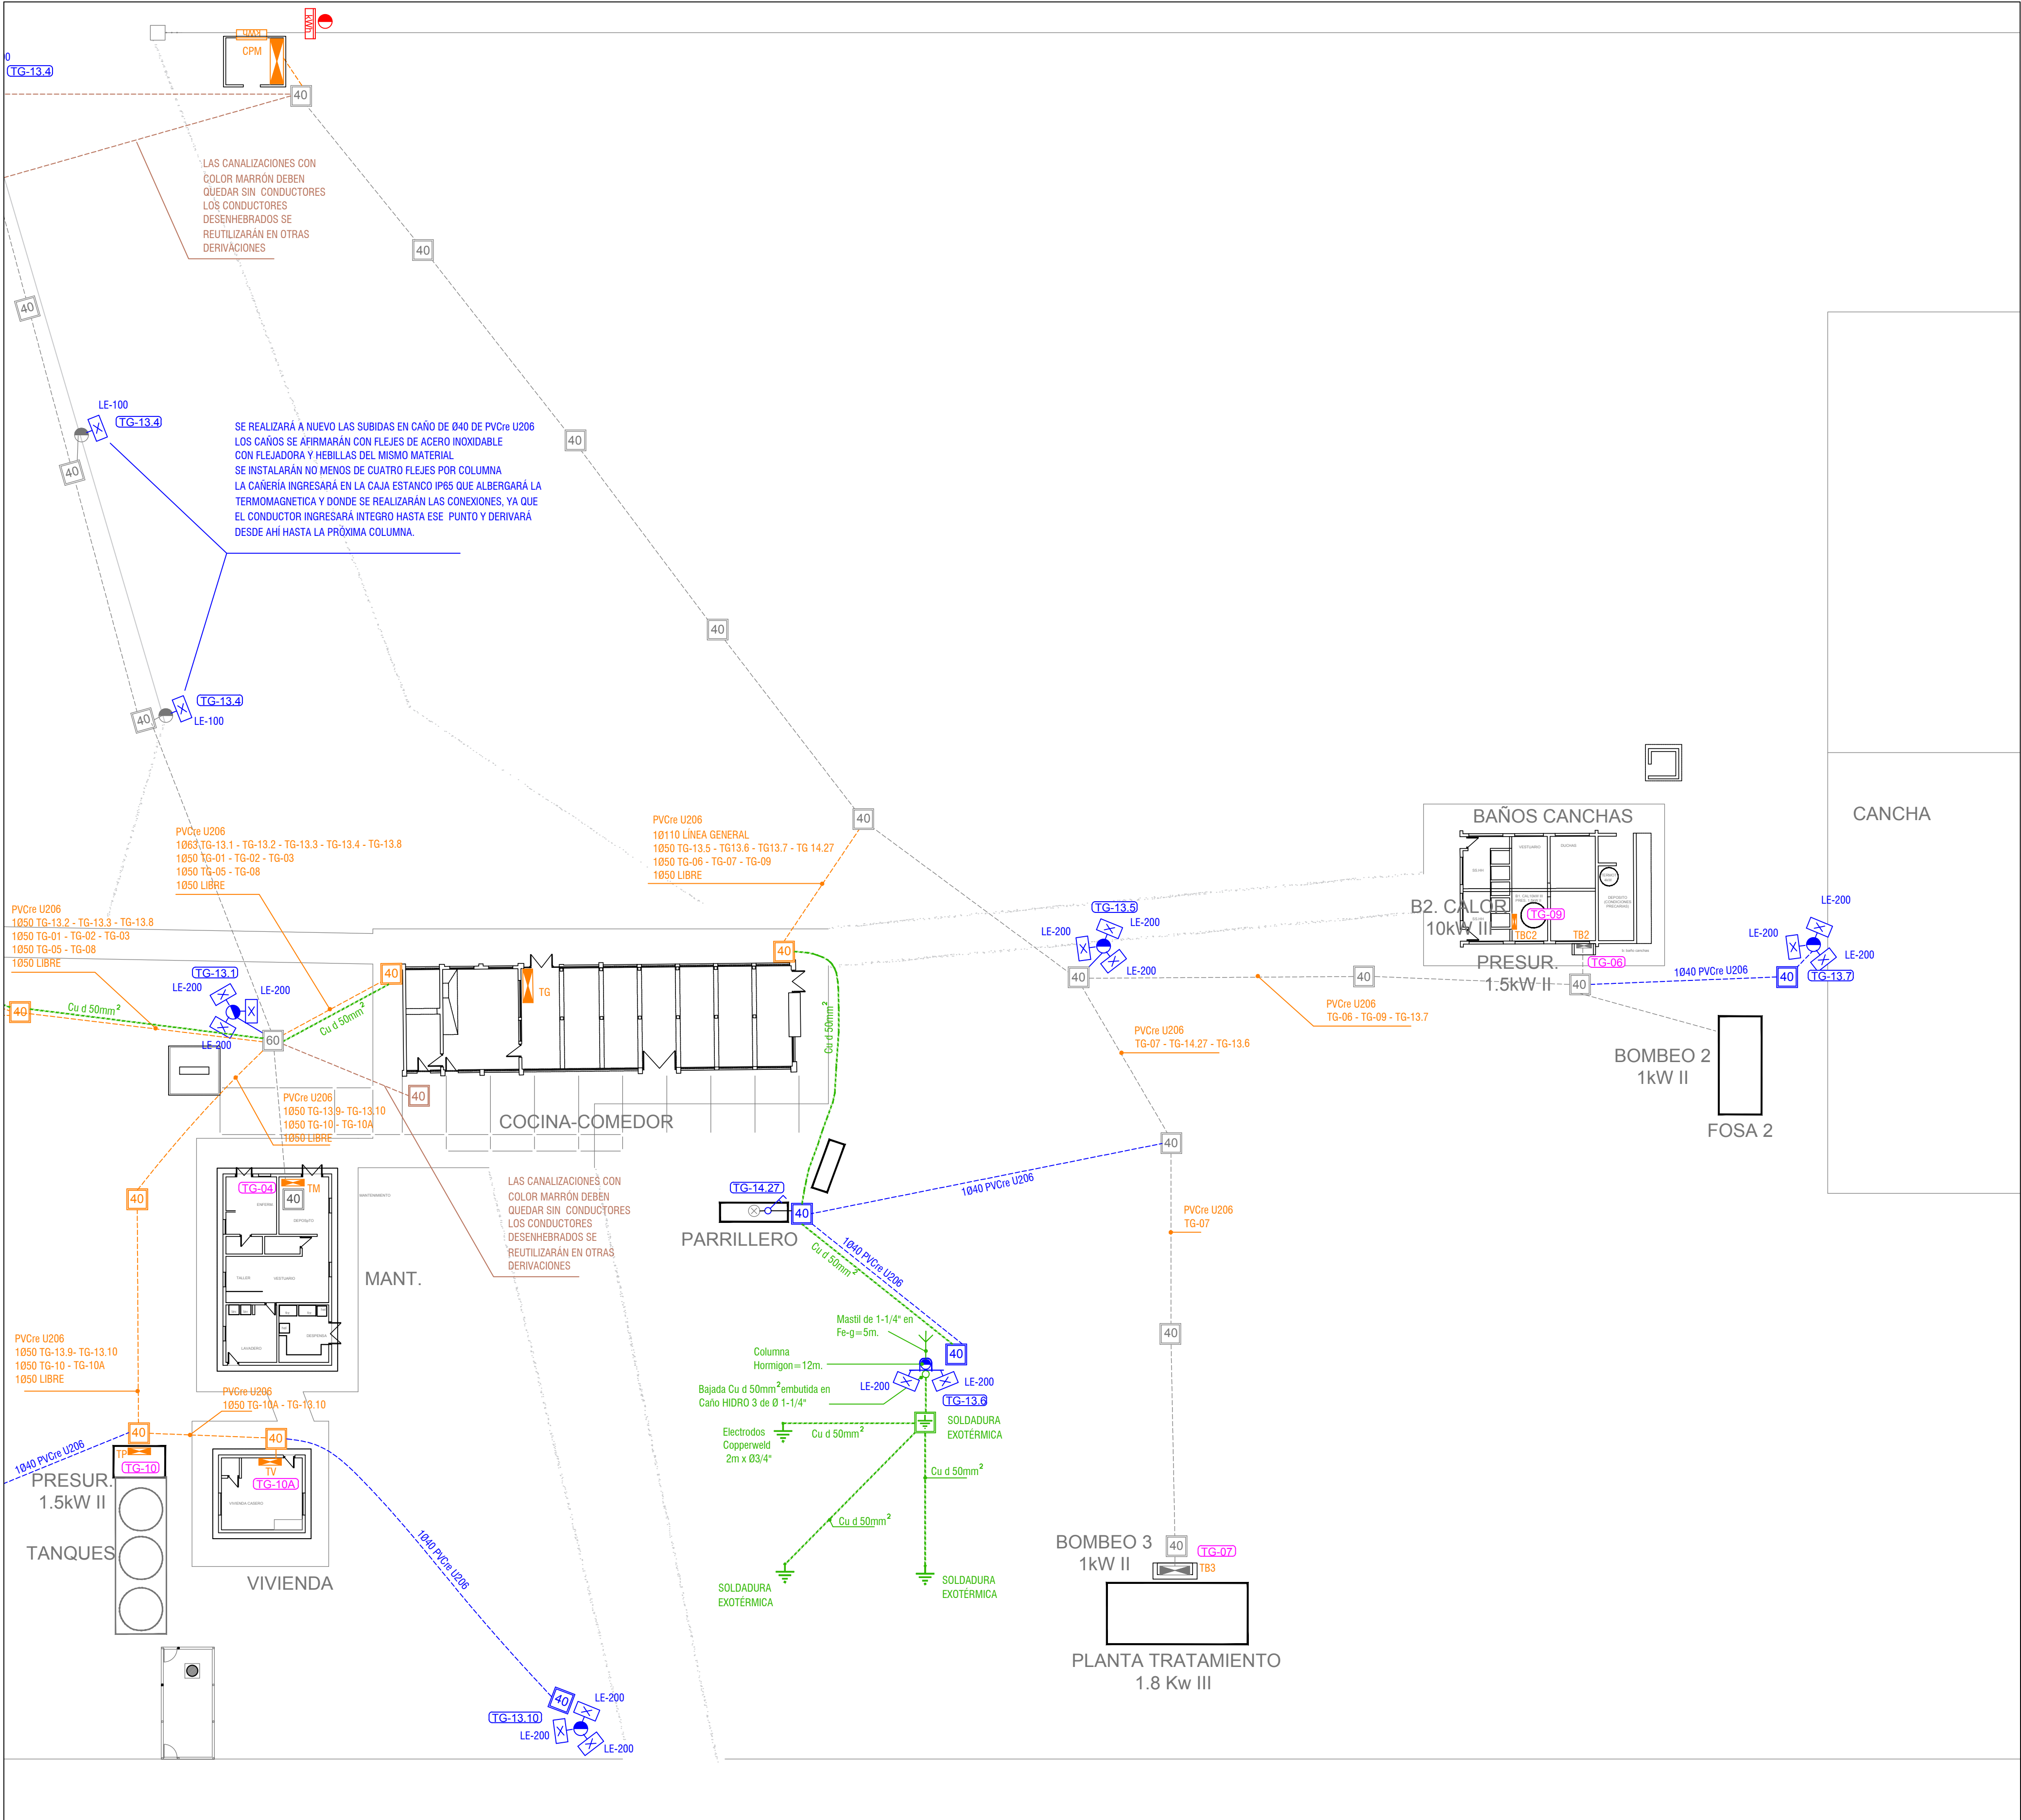 kWh
CPM
TG-13.4
40
LAS CANALIZACIONES CON
COLOR MARRÓN DEBEN
QUEDAR SIN CONDUCTORES
LOS CONDUCTORES
DESENHEBRADOS SE
REUTILIZARÁN EN OTRAS
DERIVACIONES
40
40
LE-100
TG-13.4
40
SE REALIZARÁ A NUEVO LAS SUBIDAS EN CAÑO DE Ø40 DE PVCre U206
LOS CAÑOS SE AFIRMARÁN CON FLEJES DE ACERO INOXIDABLE
CON FLEJADORA Y HEBILLAS DEL MISMO MATERIAL
SE INSTALARÁN NO MENOS DE CUATRO FLEJES POR COLUMNA
LA CAÑERÍA INGRESARÁ EN LA CAJA ESTANCO IP65 QUE ALBERGARÁ LA
TERMOMAGNETICA Y DONDE SE REALIZARÁN LAS CONEXIONES, YA QUE
EL CONDUCTOR INGRESARÁ INTEGRO HASTA ESE PUNTO Y DERIVARÁ
DESDE AHÍ HASTA LA PRÓXIMA COLUMNA.
40
40
TG-13.4
40
LE-100
PVCre U206
1Ø110 LÍNEA GENERAL
1Ø50 TG-13.5 - TG13.6 - TG13.7 - TG 14.27
1Ø50 TG-06 - TG-07 - TG-09
1Ø50 LIBRE
40
PVCre U206
1Ø63 TG-13.1 - TG-13.2 - TG-13.3 - TG-13.4 - TG-13.8
1Ø50 TG-01 - TG-02 - TG-03
1Ø50 TG-05 - TG-08
1Ø50 LIBRE
PVCre U206
1Ø50 TG-13.2 - TG-13.3 - TG-13.8
1Ø50 TG-01 - TG-02 - TG-03
1Ø50 TG-05 - TG-08
1Ø50 LIBRE
BAÑOS CANCHAS
VESTUARIO
DUCHAS
SS.HH
SS.HH
DEPOSITO
(CONDICIONES
PRECARIAS)
B2. CALOR.
10kW III
TG-09
TBC2
TB2
PRESUR.
1.5kW II
TG-06
40
CANCHA
LE-200
LE-200
LE-200
TG-13.7
40
1Ø40 PVCre U206
TG-13.5
LE-200
LE-200
LE-200
40
40
PVCre U206
TG-06 - TG-09 - TG-13.7
PVCre U206
TG-07 - TG-14.27 - TG-13.6
BOMBEO 2
1kW II
FOSA 2
TG-13.1
LE-200
LE-200
LE-200
40
Cu d 50mm²
60
40
Cu d 50mm²
TG
40
Cu d 50mm²
40
COCINA-COMEDOR
PVCre U206
1Ø50 TG-13.9- TG-13.10
1Ø50 TG-10 - TG-10A
1Ø50 LIBRE
40
TG-04
TM
40
ENFERM.
DEPOSITO
MANTENIMIENTO
TALLER
VESTUARIO
LAVADERO
DESPENSA
MANT.
LAS CANALIZACIONES CON
COLOR MARRÓN DEBEN
QUEDAR SIN CONDUCTORES
LOS CONDUCTORES
DESENHEBRADOS SE
REUTILIZARÁN EN OTRAS
DERIVACIONES
TG-14.27
40
PARRILLERO
1Ø40 PVCre U206
40
PVCre U206
TG-07
1Ø40 PVCre U206
Cu d 50mm²
40
40
Mastil de 1-1/4" en
Fe-g=5m.
Columna
Hormigon=12m.
Bajada Cu d 50mm² embutida en
Caño HIDRO 3 de Ø 1-1/4"
LE-200
LE-200
TG-13.6
Electrodos
Copperweld
2m x Ø3/4"
Cu d 50mm²
SOLDADURA
EXOTÉRMICA
Cu d 50mm²
Cu d 50mm²
SOLDADURA
EXOTÉRMICA
SOLDADURA
EXOTÉRMICA
PVCre U206
1Ø50 TG-13.9- TG-13.10
1Ø50 TG-10 - TG-10A
1Ø50 LIBRE
PVCre U206
1Ø50 TG-10A - TG-13.10
40
40
1Ø40 PVCre U206
TP
TG-10
TV
TG-10A
VIVIENDA CASERO
PRESUR.
1.5kW II
TANQUES
VIVIENDA
1Ø40 PVCre U206
BOMBEO 3
1kW II
40
TG-07
TB3
PLANTA TRATAMIENTO
1.8 Kw III
40
LE-200
TG-13.10
LE-200
LE-200